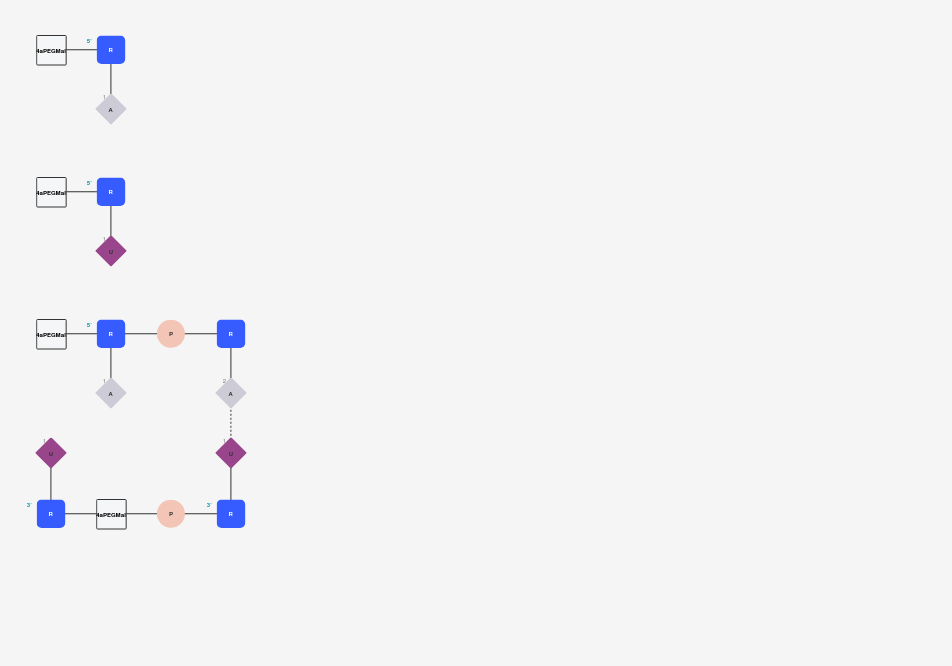 5'
4aPEGMal R
1
A
5'
4aPEGMal R
1
U
5'
4aPEGMal R P R
1 2
A A
1 1
U U
3' 3'
R 4aPEGMal P R